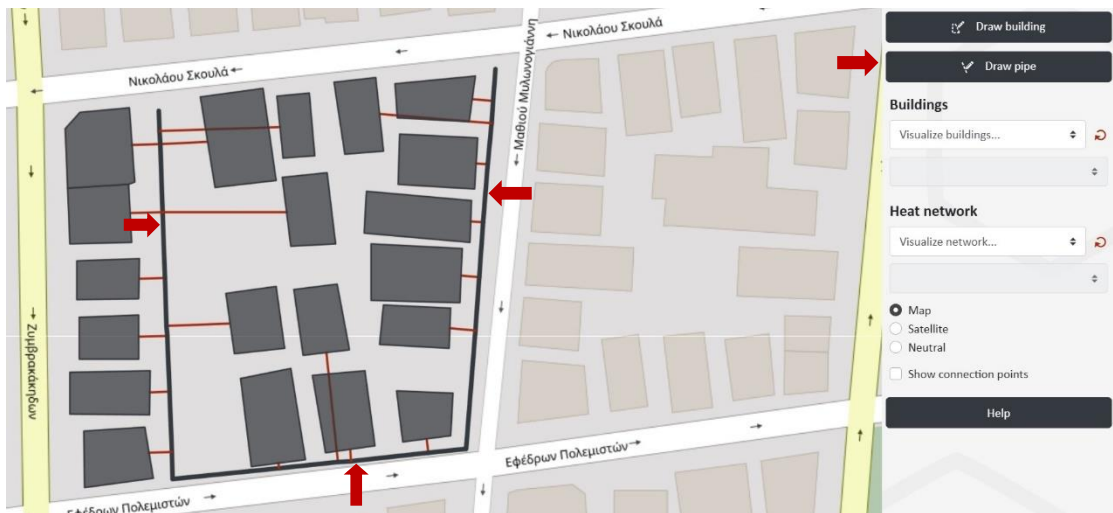 ← Νικολάου Σκουλά
Νικολάου Σκουλά ←
← Μαθιού Μυλωνογιάννη
← Ζυμβρακάκηδων
Εφέδρων Πολεμιστών →
Εφέδρων Πολεμιστών →
Draw building
Draw pipe
Buildings
Visualize buildings...
Heat network
Visualize network...
Map
Satellite
Neutral
Show connection points
Help